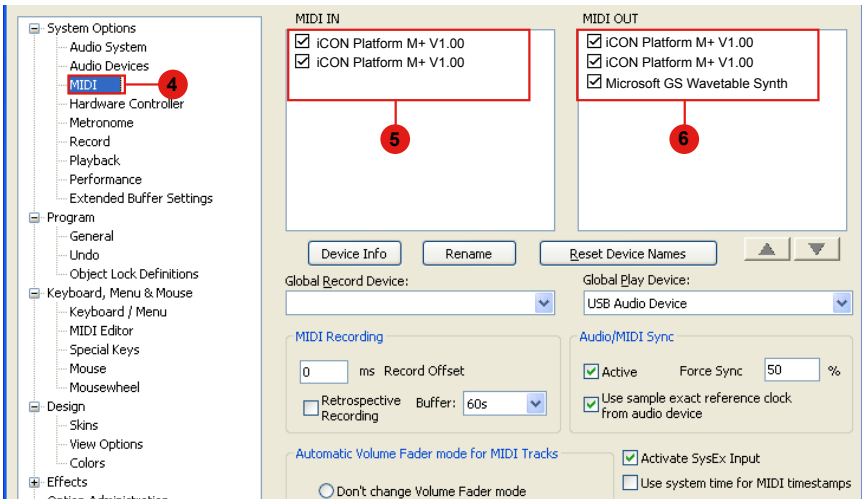 System Options
Audio System
Audio Devices
MIDI
4
Hardware Controller
Metronome
Record
Playback
Performance
Extended Buffer Settings
Program
General
Undo
Object Lock Definitions
Keyboard, Menu & Mouse
Keyboard / Menu
MIDI Editor
Special Keys
Mouse
Mousewheel
Design
Skins
View Options
Colors
Effects
Option Administration
MIDI IN
iCON Platform M+ V1.00
iCON Platform M+ V1.00
5
MIDI OUT
iCON Platform M+ V1.00
iCON Platform M+ V1.00
Microsoft GS Wavetable Synth
6
Device Info
Rename
Reset Device Names
Global Record Device:
Global Play Device:
USB Audio Device
MIDI Recording
0 ms Record Offset
Retrospective Recording Buffer: 60s
Audio/MIDI Sync
Active Force Sync 50 %
Use sample exact reference clock
from audio device
Automatic Volume Fader mode for MIDI Tracks
Don't change Volume Fader mode
Activate SysEx Input
Use system time for MIDI timestamps